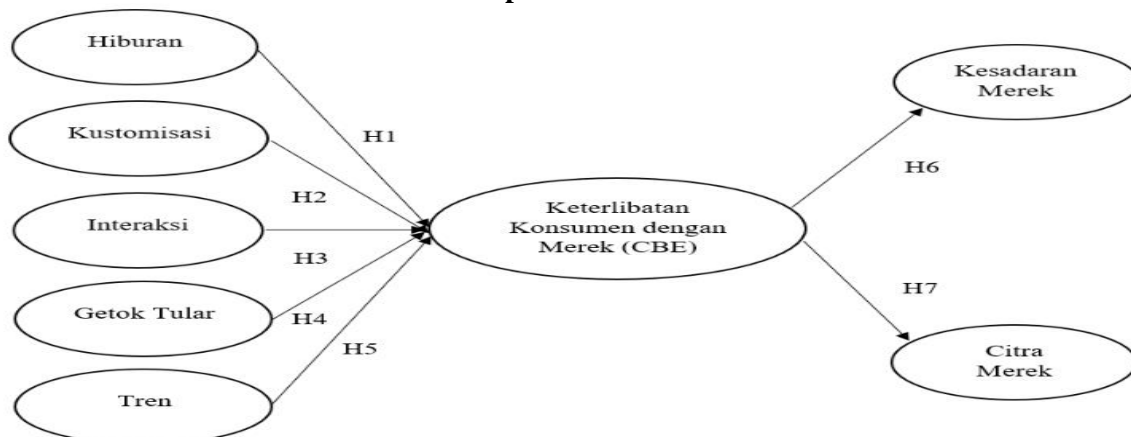 Hiburan
Kustomisasi
Interaksi
Getok Tular
Tren
H1
H2
H3
H4
H5
Keterlibatan
Konsumen dengan
Merek (CBE)
H6
H7
Kesadaran
Merek
Citra
Merek